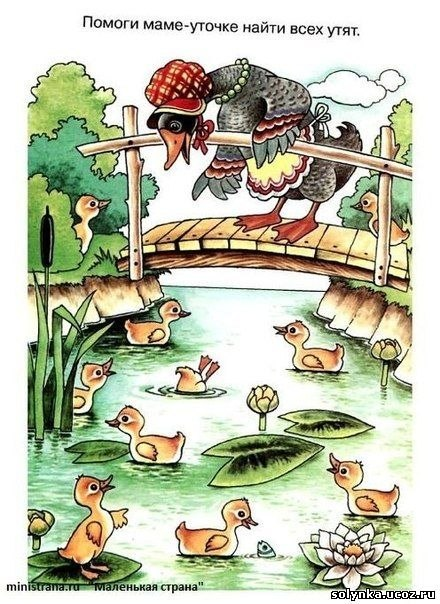 Помоги маме-уточке найти всех утят.
ministrana.ru "Маленькая страна"
solynka.ucoz.ru